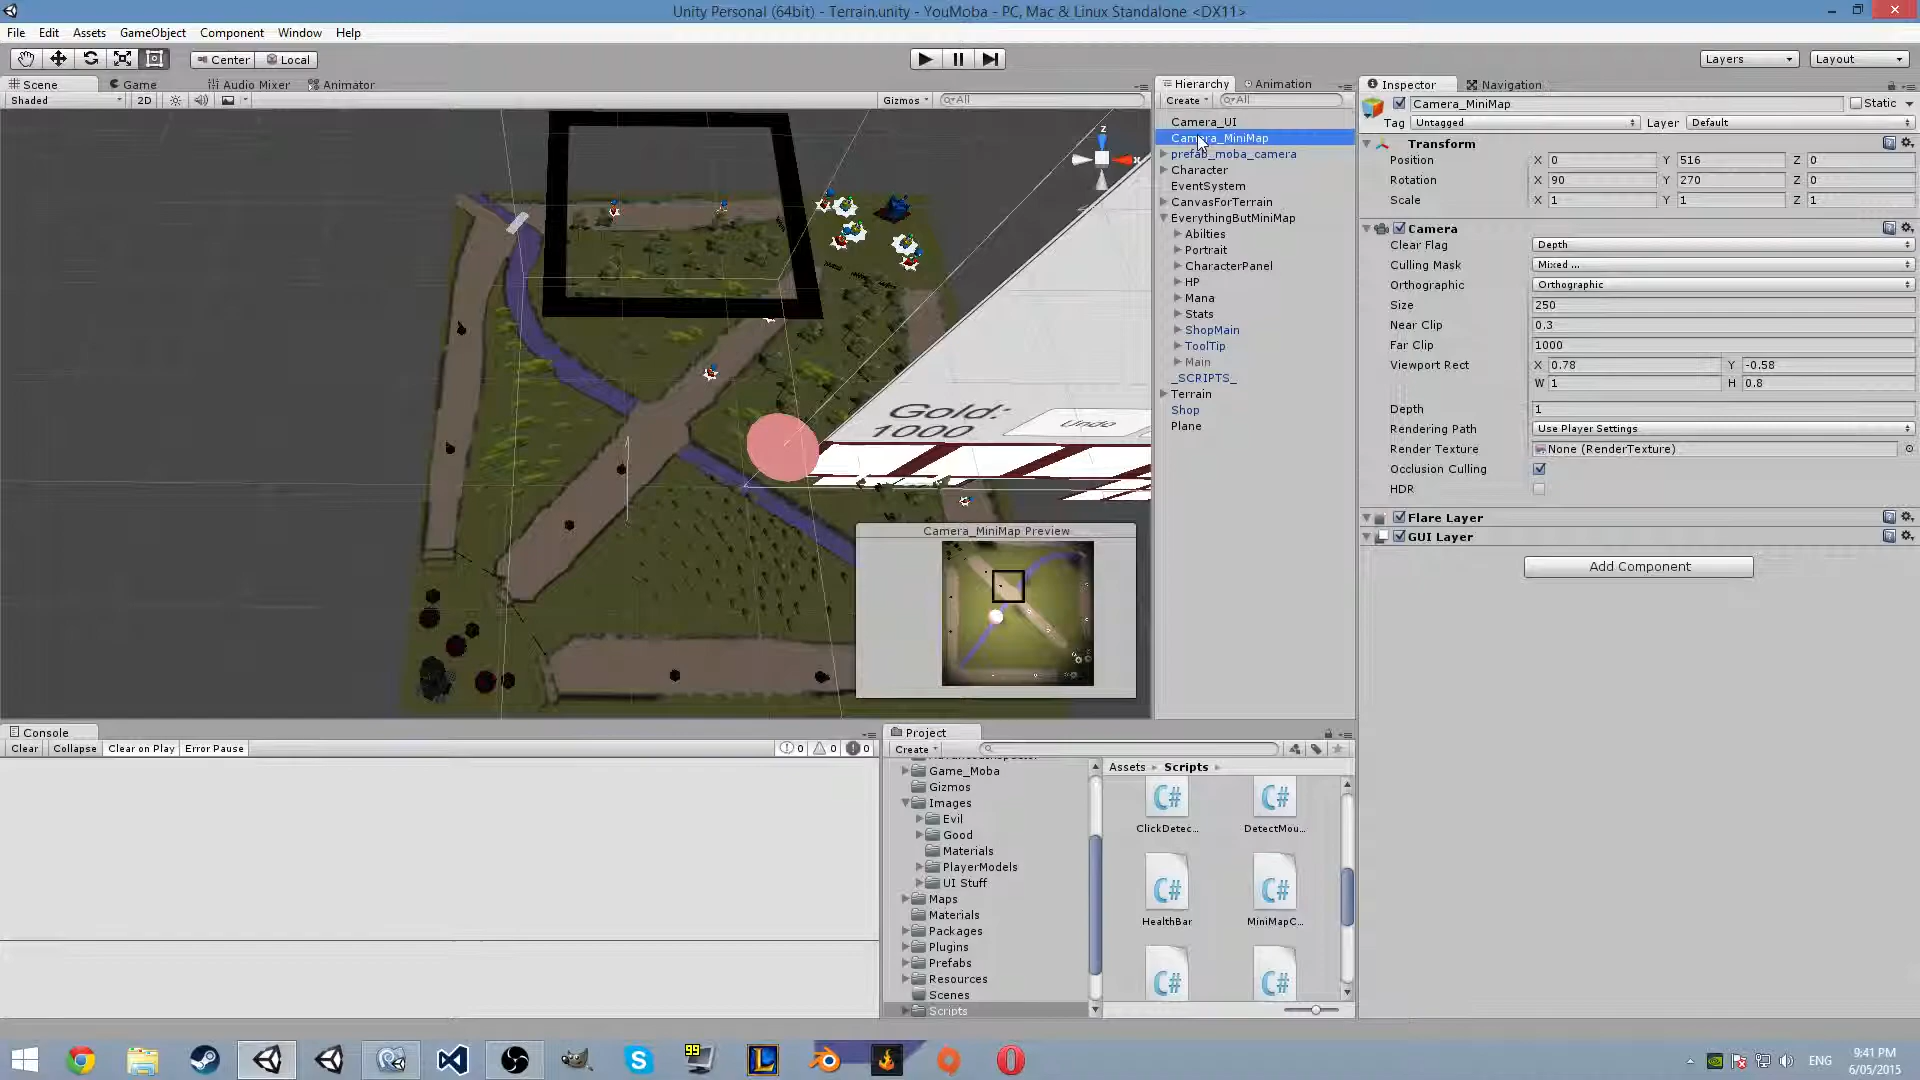 Unity Personal (64bit) - Terrain.unity - YouMoba - PC, Mac & Linux Standalone <DX11>
File Edit Assets GameObject Component Window Help
Center Local Layers Layout
Scene Game Audio Mixer Animator
Shaded 2D Gizmos All
Gold:
1000
Undo
z
x
Camera_MiniMap Preview
Hierarchy Animation
Create All
Camera_UI
Camera_MiniMap
prefab_moba_camera
Character
EventSystem
CanvasForTerrain
EverythingButMiniMap
Abilties
Portrait
CharacterPanel
HP
Mana
Stats
ShopMain
ToolTip
Main
_SCRIPTS_
Terrain
Shop
Plane
Inspector Navigation
Camera_MiniMap Static
Tag Untagged Layer Default
Transform
Position X 0 Y 516 Z 0
Rotation X 90 Y 270 Z 0
Scale X 1 Y 1 Z 1
Camera
Clear Flag Depth
Culling Mask Mixed ...
Orthographic Orthographic
Size 250
Near Clip 0.3
Far Clip 1000
Viewport Rect X 0.78 Y -0.58
W 1 H 0.8
Depth 1
Rendering Path Use Player Settings
Render Texture None (RenderTexture)
Occlusion Culling
HDR
Flare Layer
GUI Layer
Add Component
Console
Clear Collapse Clear on Play Error Pause 0 0 0
Project
Create
Game_Moba
Gizmos
Images
Evil
Good
Materials
PlayerModels
UI Stuff
Maps
Materials
Packages
Plugins
Prefabs
Resources
Scenes
Scripts
Assets Scripts
C# C#
ClickDetec... DetectMou...
C# C#
HealthBar MiniMapC...
C# C#
99
L
ENG
9:41 PM
6/05/2015